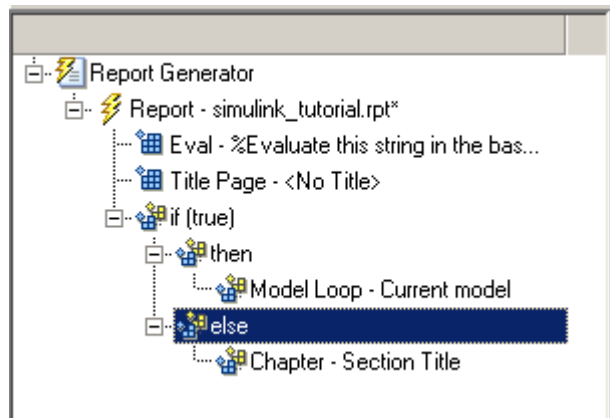 Report Generator
Report - simulink_tutorial.rpt*
Eval - %Evaluate this string in the bas...
Title Page - <No Title>
if (true)
then
Model Loop - Current model
else
Chapter - Section Title